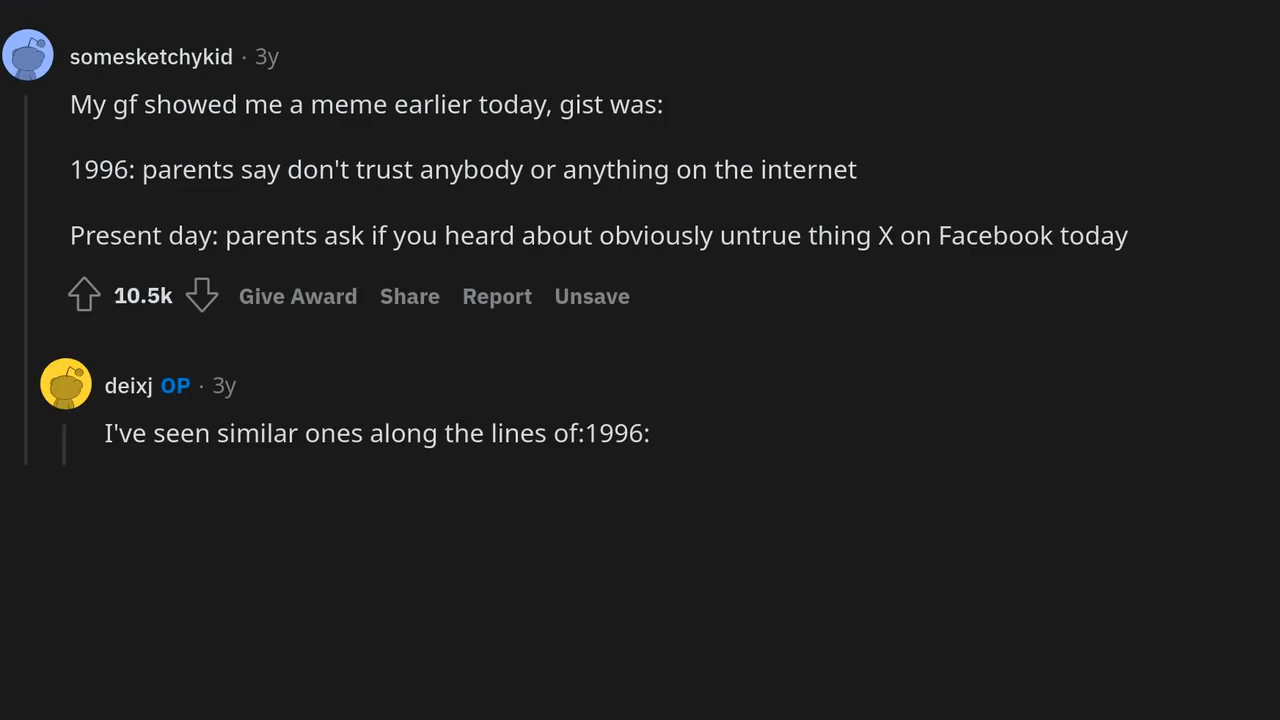 somesketchykid · 3y
My gf showed me a meme earlier today, gist was:
1996: parents say don't trust anybody or anything on the internet
Present day: parents ask if you heard about obviously untrue thing X on Facebook today
10.5k Give Award Share Report Unsave
deixj OP · 3y
I've seen similar ones along the lines of:1996: